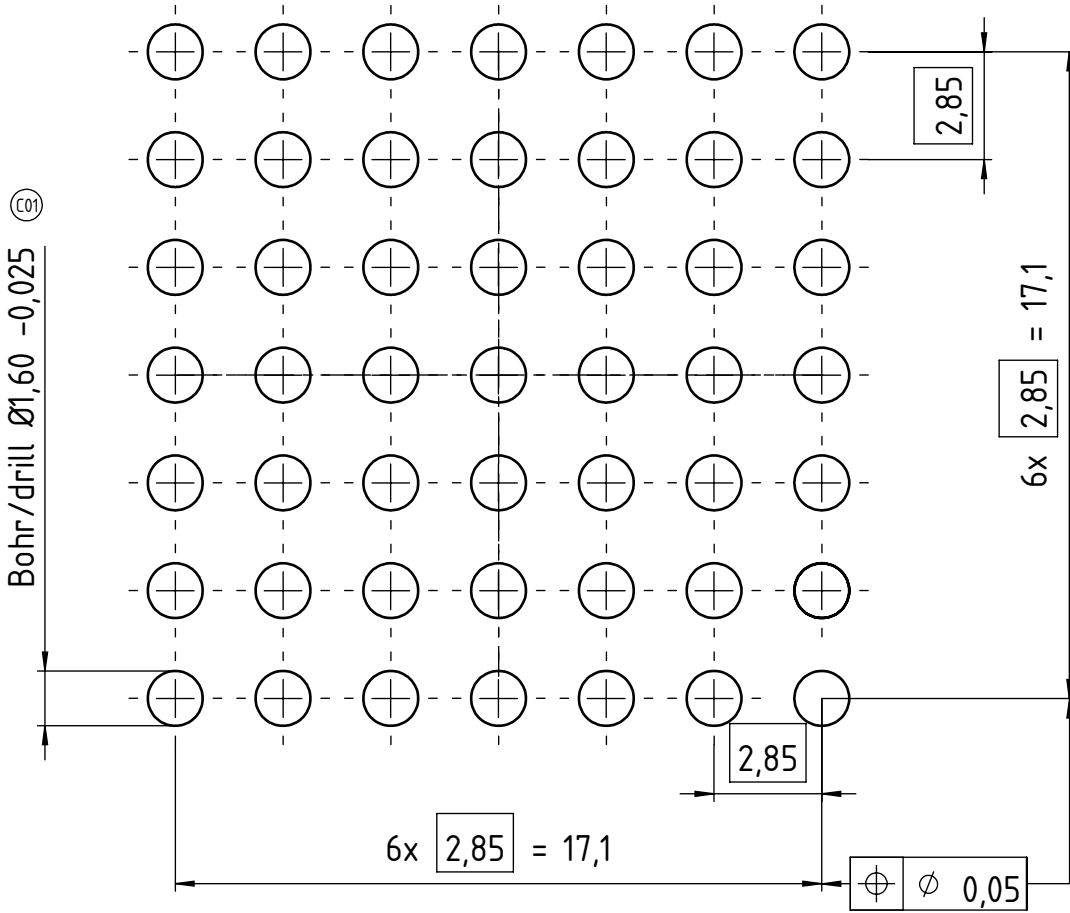 2,85
C01
Bohr/drill Ø1,60 -0,025
6x 2,85 = 17,1
2,85
6x 2,85 = 17,1
⌖ ⌀ 0,05